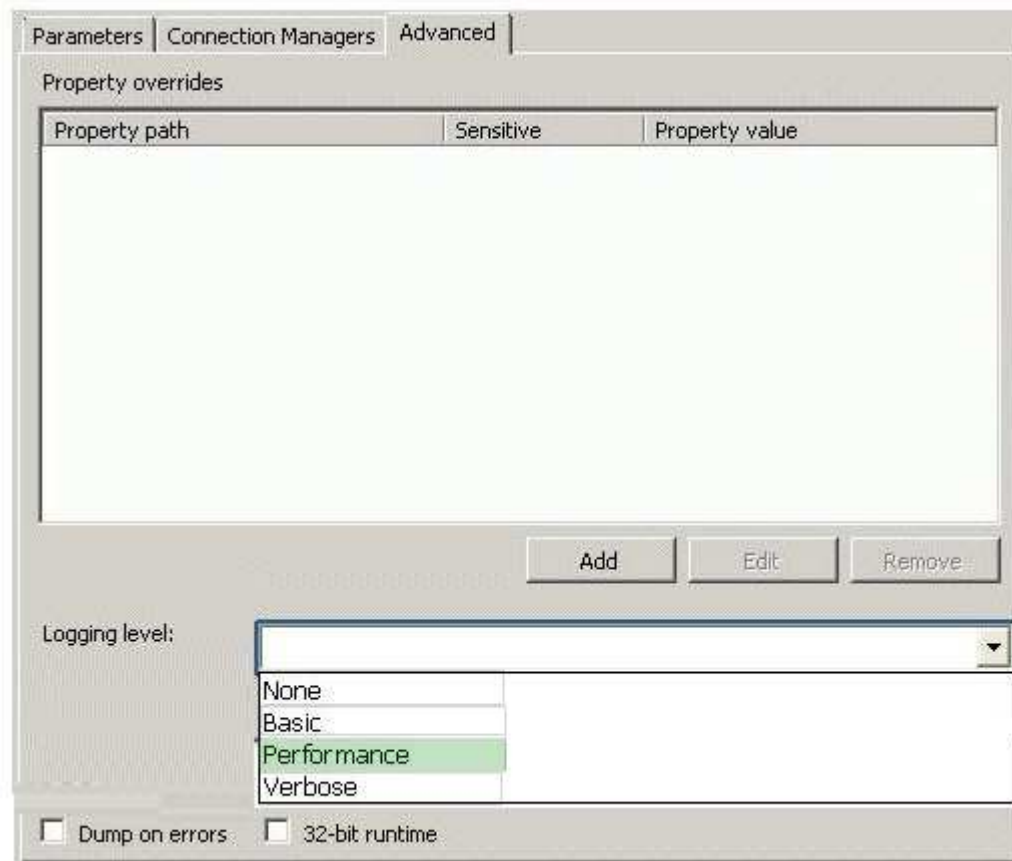 Parameters Connection Managers Advanced
Property overrides
Property path Sensitive Property value
Add Edit Remove
Logging level:
None
Basic
Performance
Verbose
Dump on errors 32-bit runtime